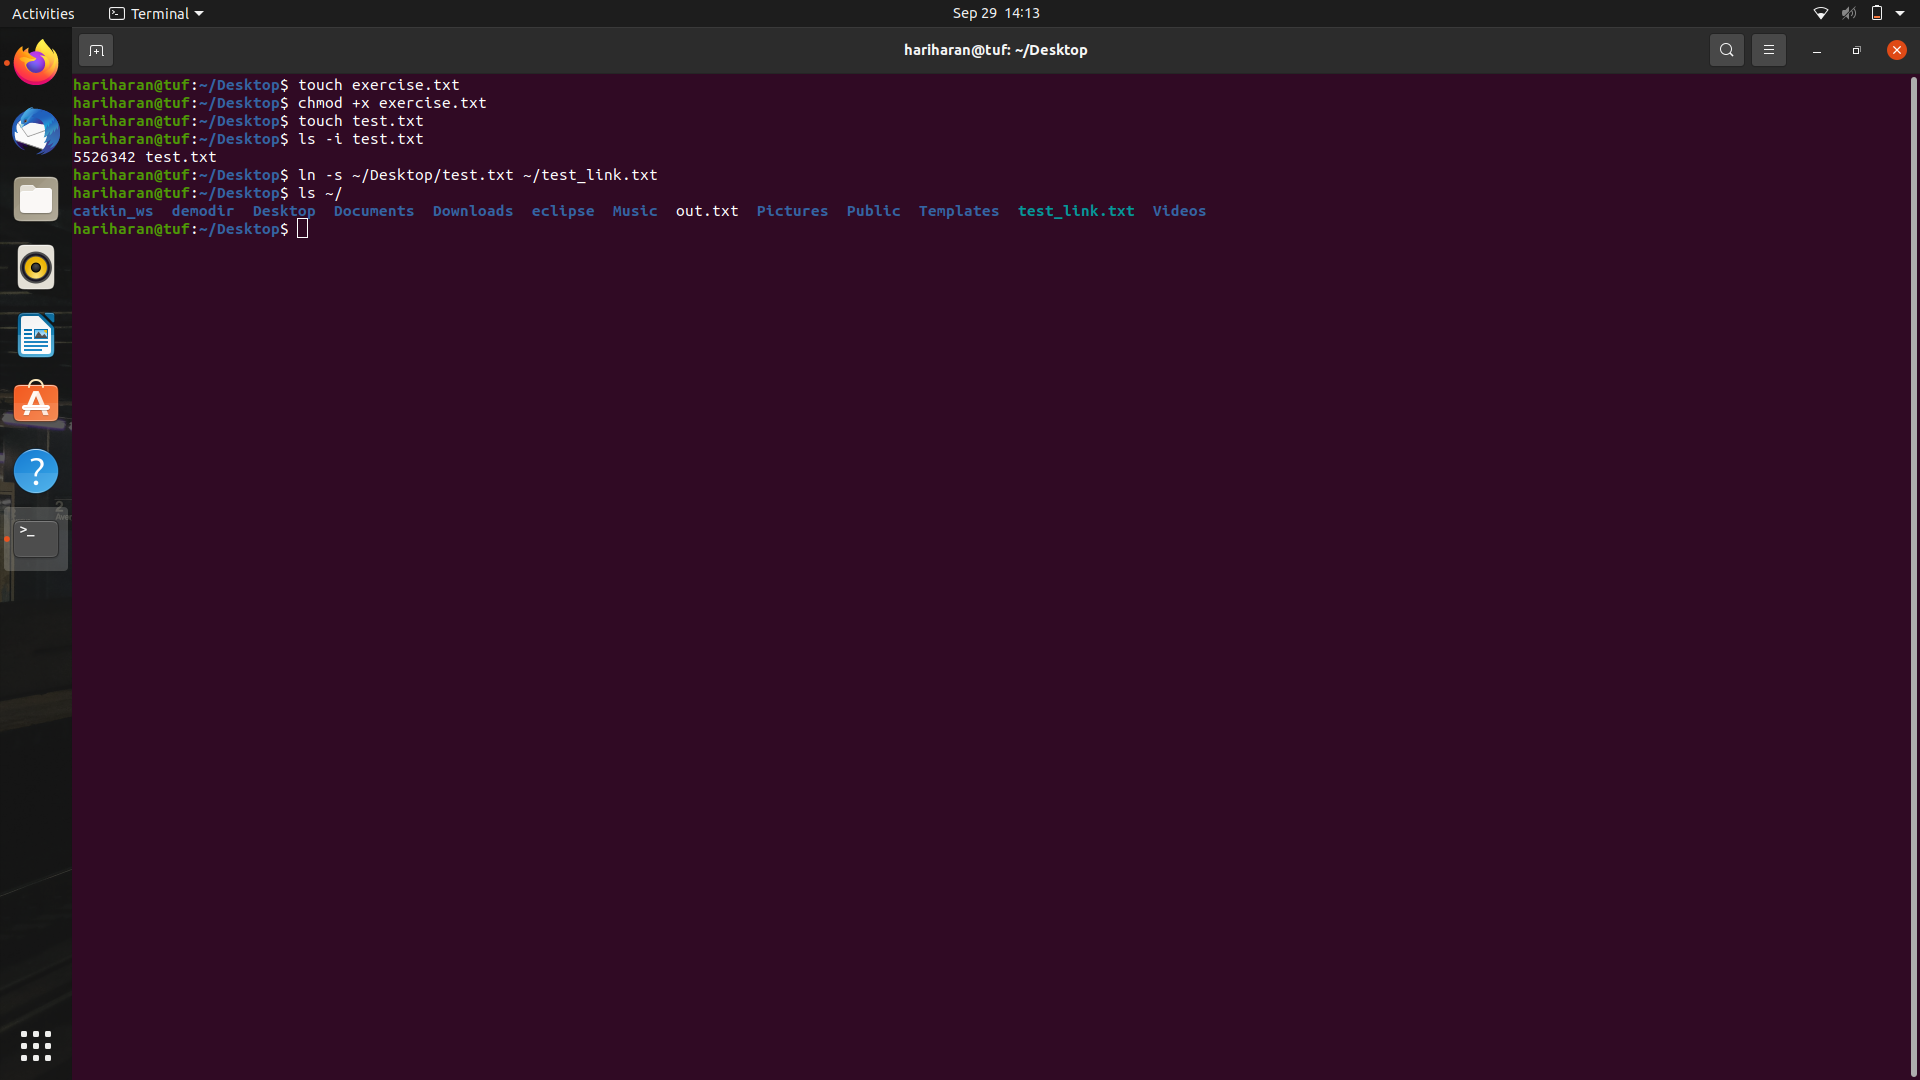 Activities Terminal Sep 29 14:13
hariharan@tuf: ~/Desktop
hariharan@tuf:~/Desktop$ touch exercise.txt
hariharan@tuf:~/Desktop$ chmod +x exercise.txt
hariharan@tuf:~/Desktop$ touch test.txt
hariharan@tuf:~/Desktop$ ls -i test.txt
5526342 test.txt
hariharan@tuf:~/Desktop$ ln -s ~/Desktop/test.txt ~/test_link.txt
hariharan@tuf:~/Desktop$ ls ~/
catkin_ws demodir Desktop Documents Downloads eclipse Music out.txt Pictures Public Templates test_link.txt Videos
hariharan@tuf:~/Desktop$